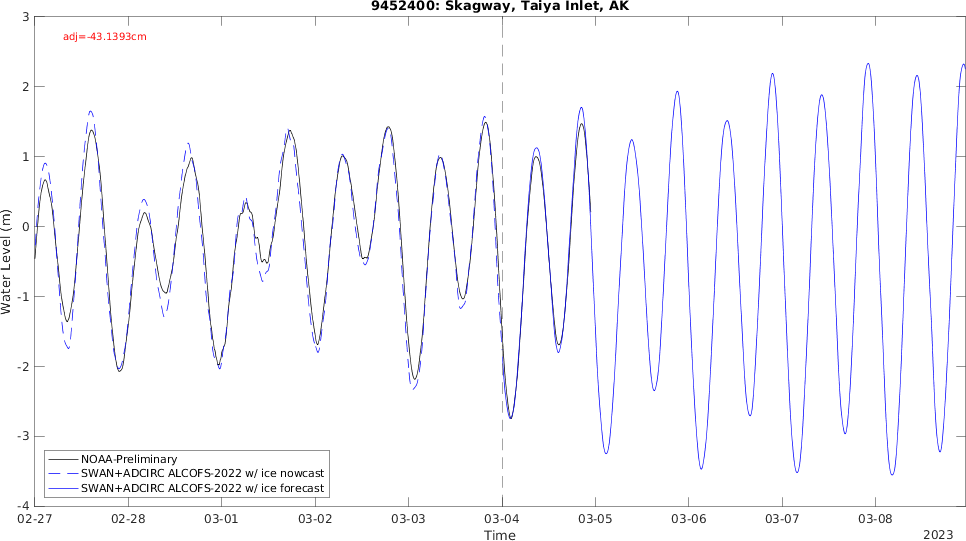 9452400: Skagway, Taiya Inlet, AK
adj=-43.1393cm
3
2
1
0
-1
-2
-3
-4
Water Level (m)
NOAA-Preliminary
SWAN+ADCIRC ALCOFS-2022 w/ ice nowcast
SWAN+ADCIRC ALCOFS-2022 w/ ice forecast
02-27 02-28 03-01 03-02 03-03 03-04 03-05 03-06 03-07 03-08
Time
2023